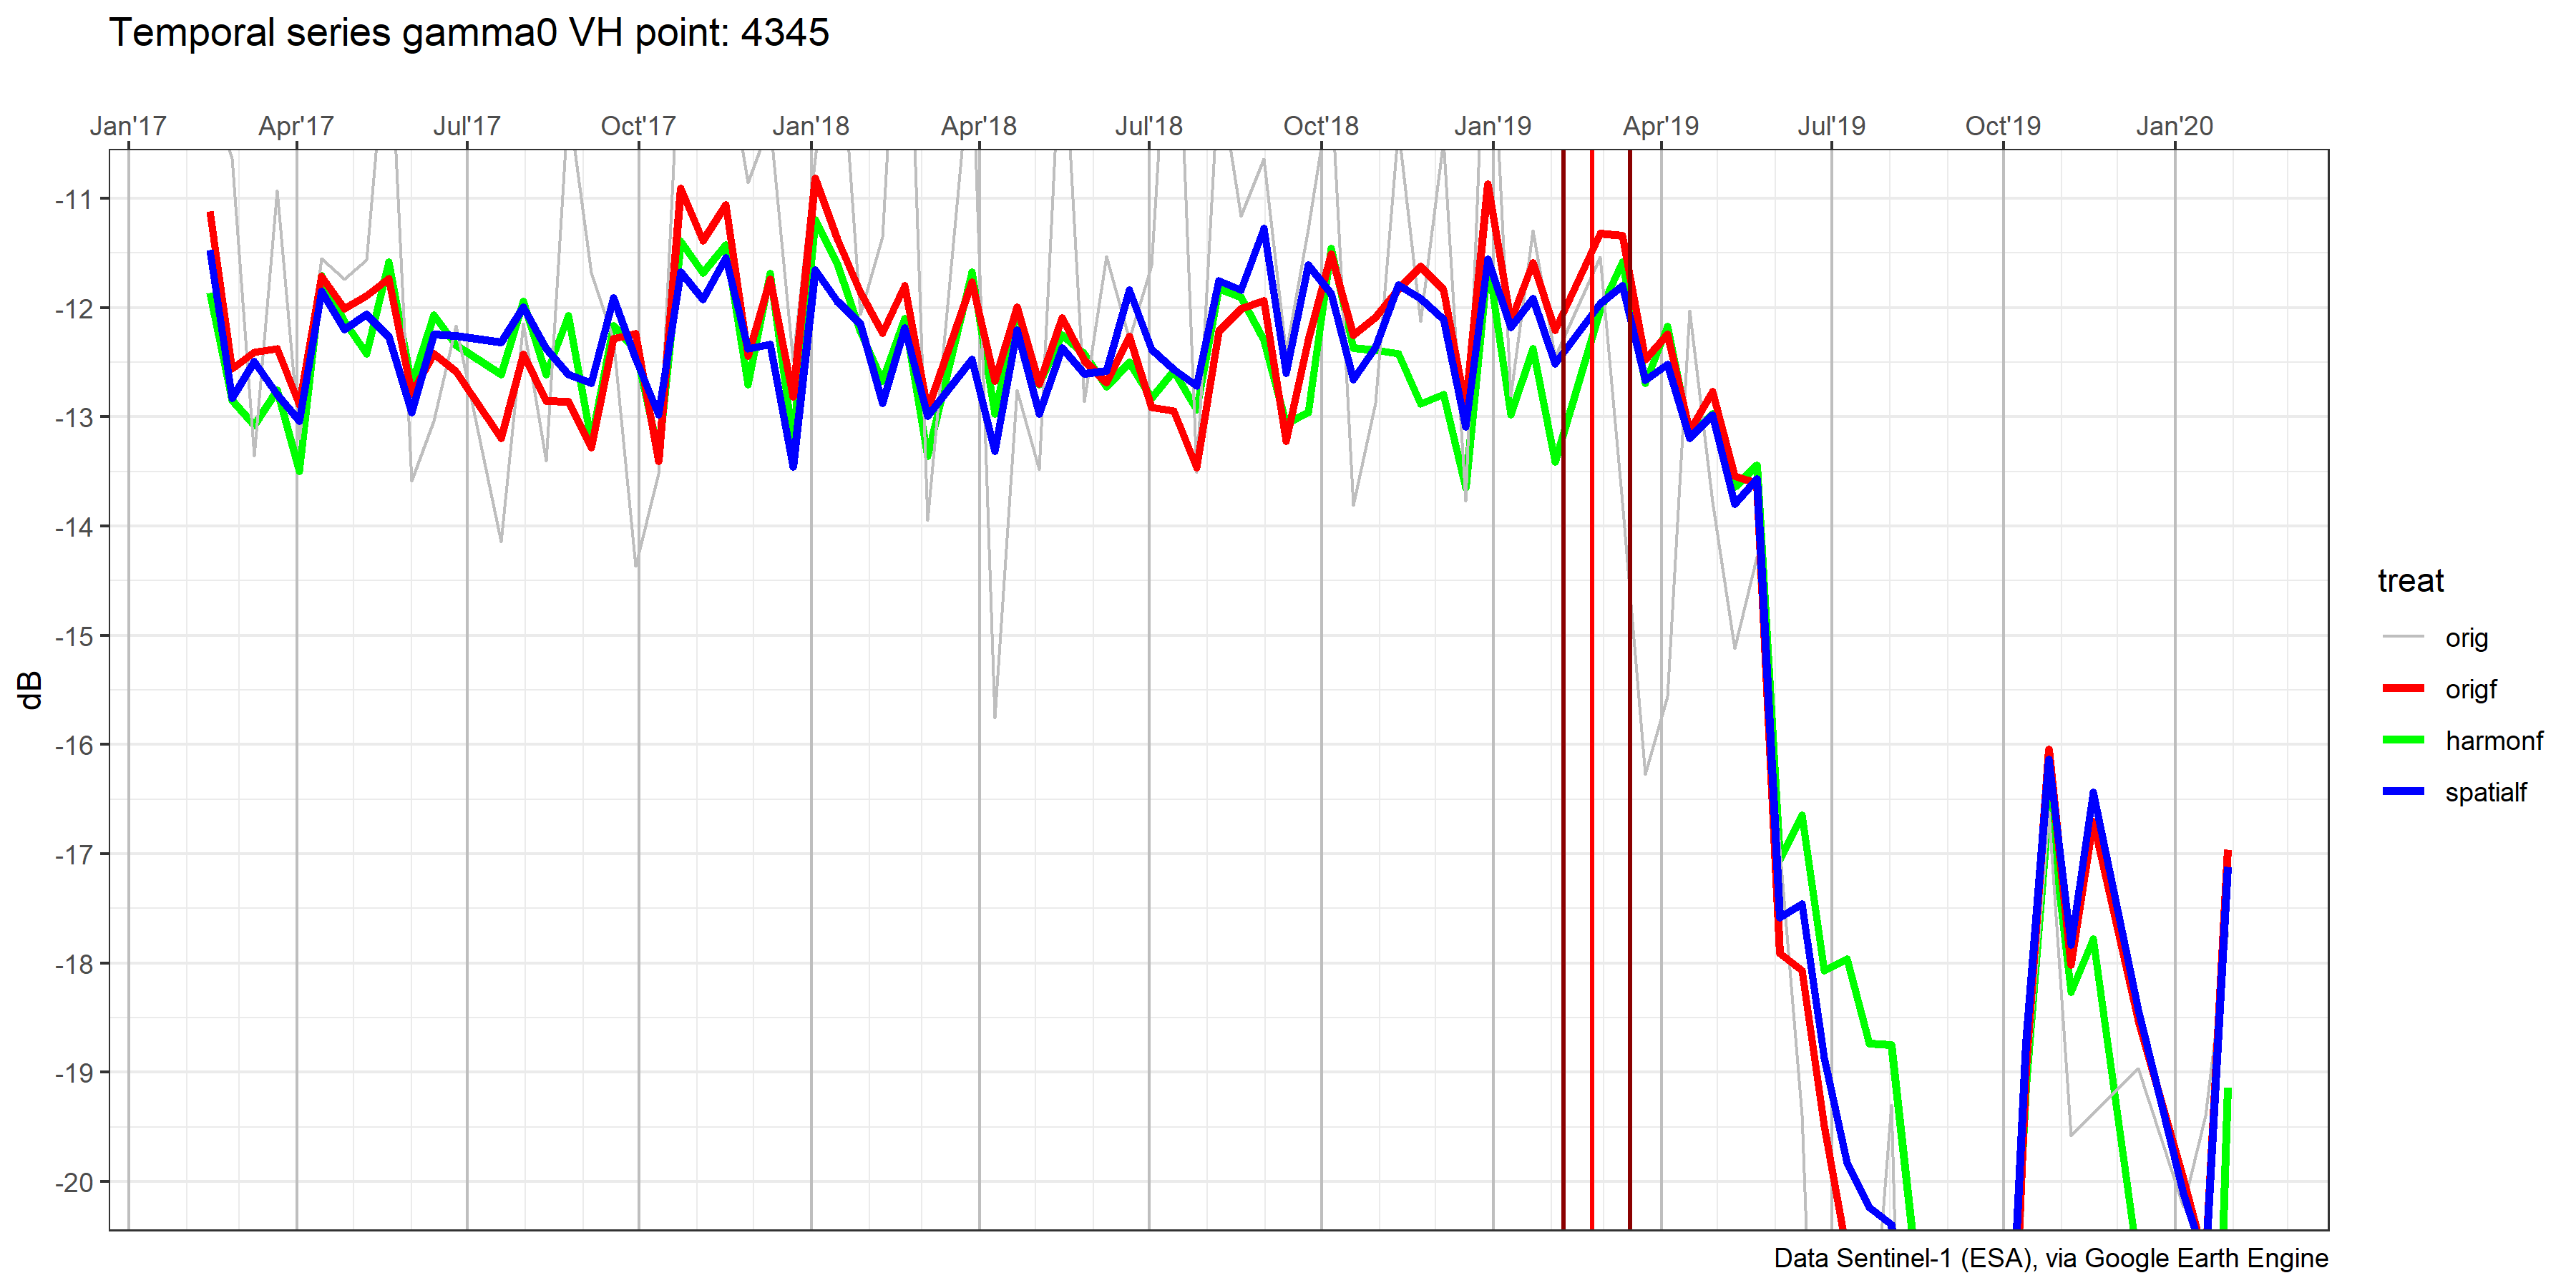 Temporal series gamma0 VH point: 4345
Jan'17 Apr'17 Jul'17 Oct'17 Jan'18 Apr'18 Jul'18 Oct'18 Jan'19 Apr'19 Jul'19 Oct'19 Jan'20
-11
-12
-13
-14
-15
-16
-17
-18
-19
-20
dB
treat
orig
origf
harmonf
spatialf
Data Sentinel-1 (ESA), via Google Earth Engine